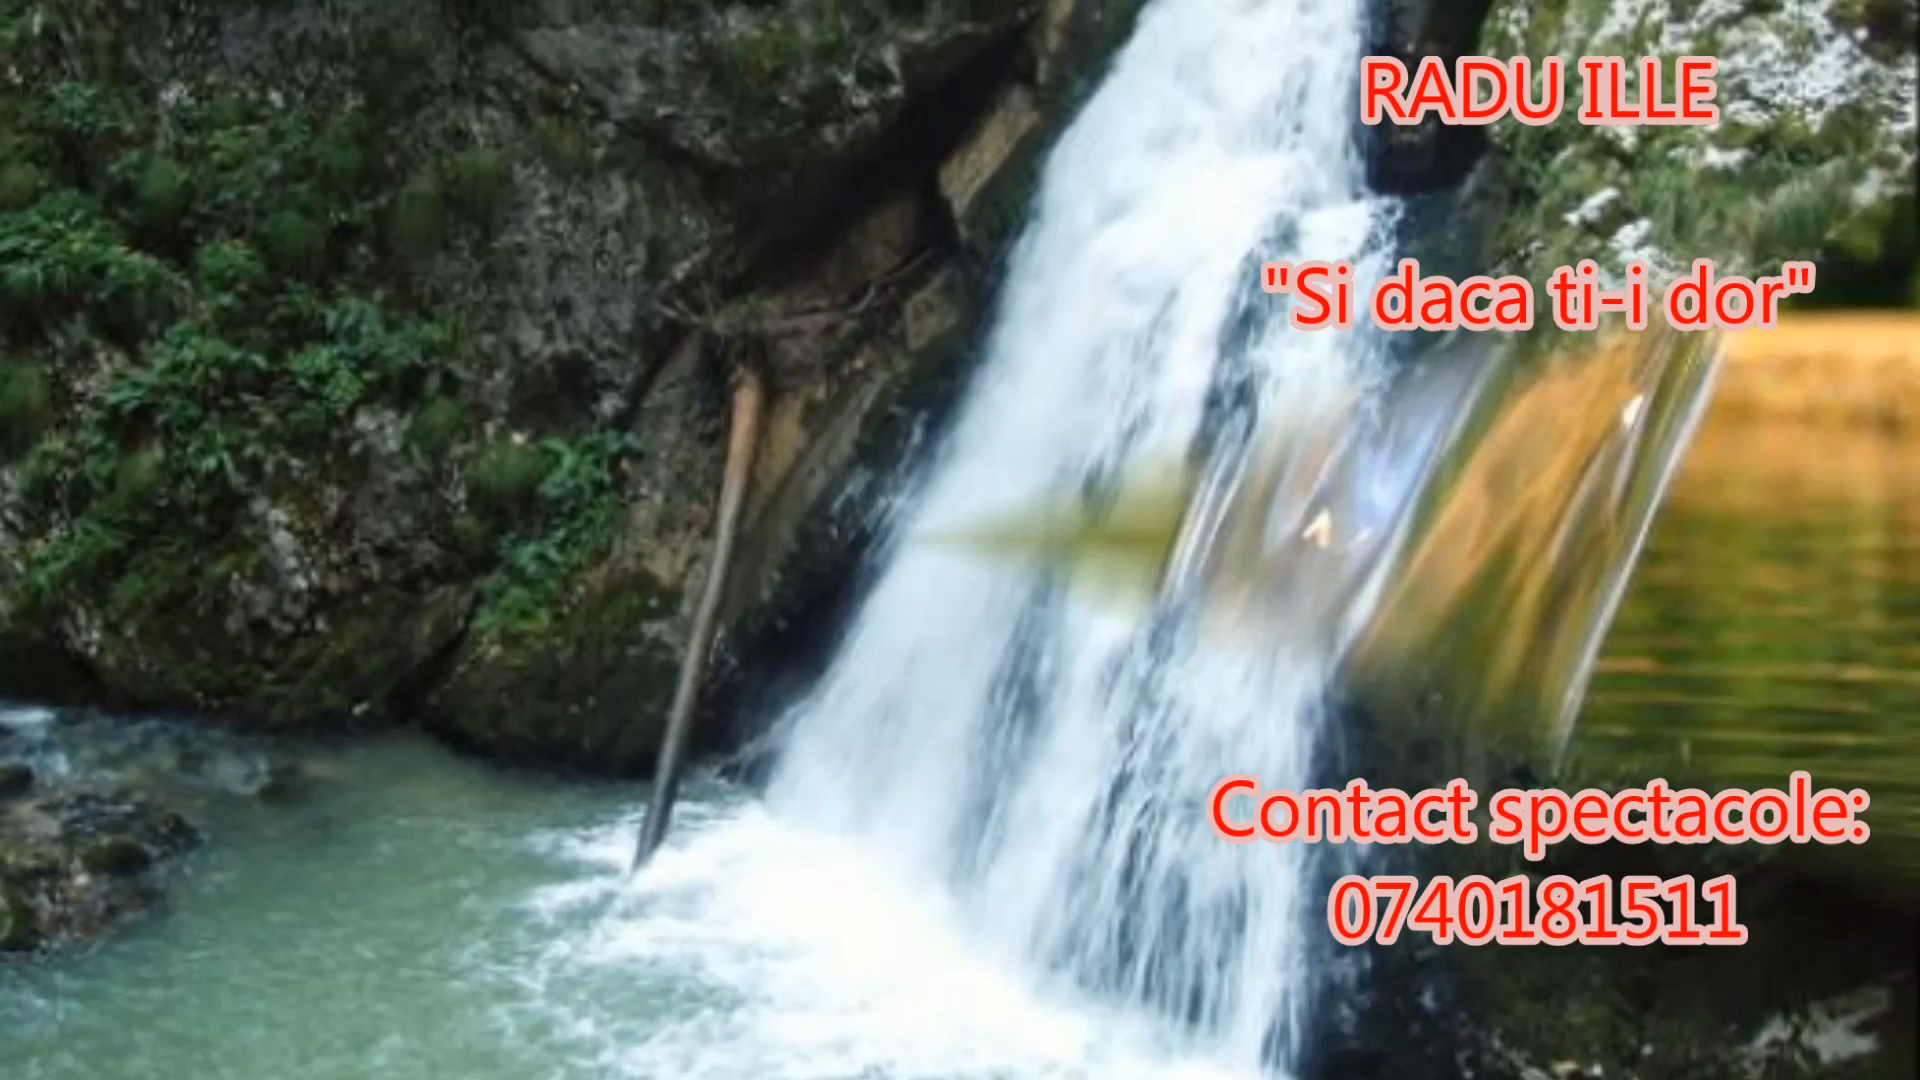 RADU ILLE
"Si daca ti-i dor"
Contact spectacole:
0740181511